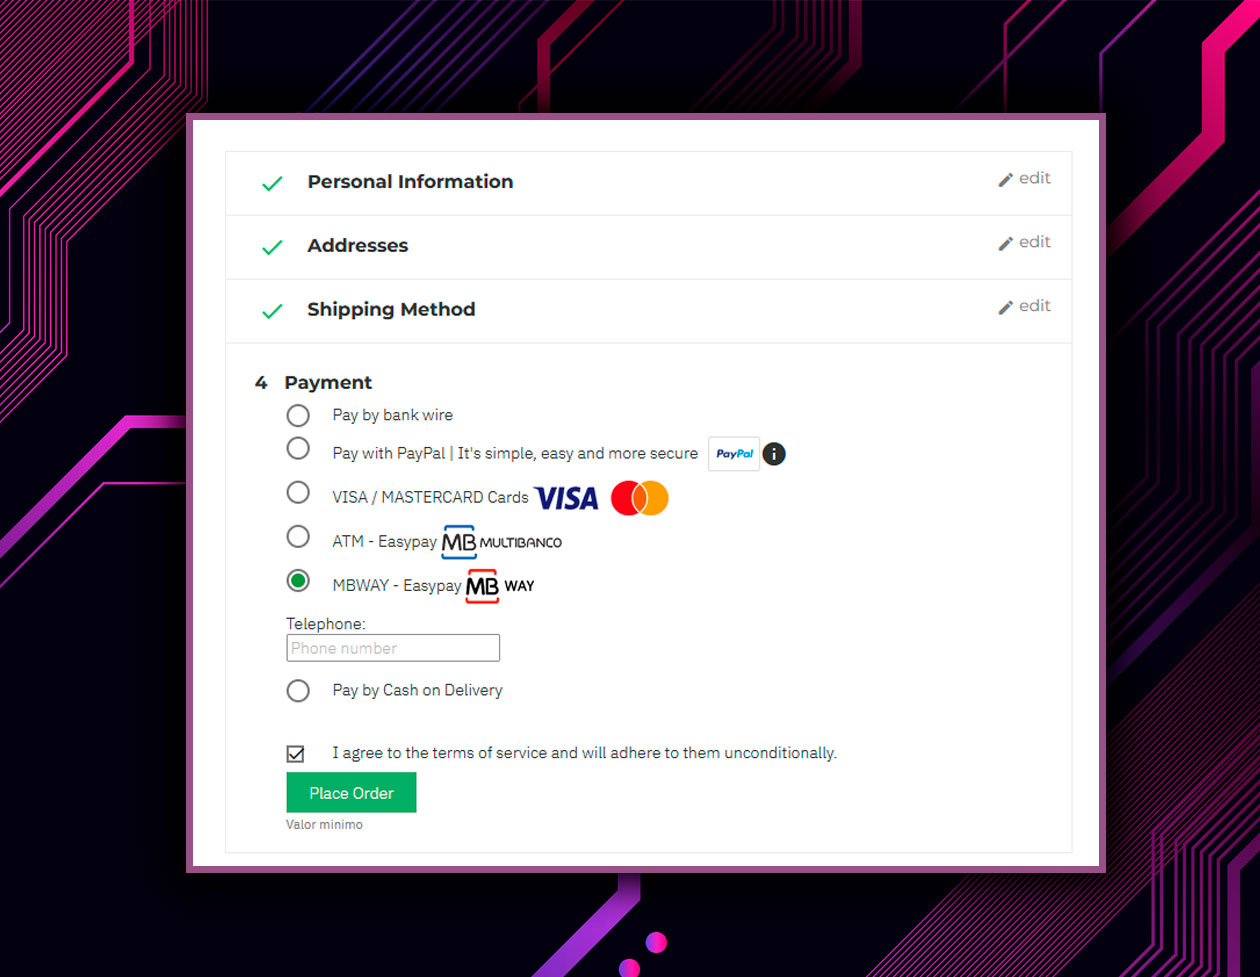 Personal Information
edit
Addresses
edit
Shipping Method
edit
4 Payment
Pay by bank wire
Pay with PayPal | It's simple, easy and more secure PayPal i
VISA / MASTERCARD Cards VISA
ATM - Easypay MB MULTIBANCO
MBWAY - Easypay MB WAY
Telephone:
Phone number
Pay by Cash on Delivery
I agree to the terms of service and will adhere to them unconditionally.
Place Order
Valor minimo